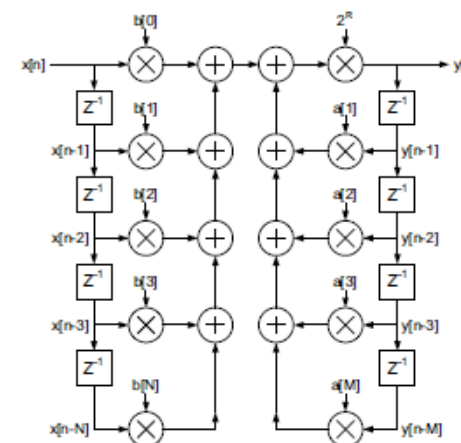 b[0] 2^R
x[n] y
Z⁻¹ b[1] a[1] Z⁻¹
x[n-1] y[n-1]
Z⁻¹ b[2] a[2] Z⁻¹
x[n-2] y[n-2]
Z⁻¹ b[3] a[3] Z⁻¹
x[n-3] y[n-3]
Z⁻¹ b[N] a[M] Z⁻¹
x[n-N] y[n-M]